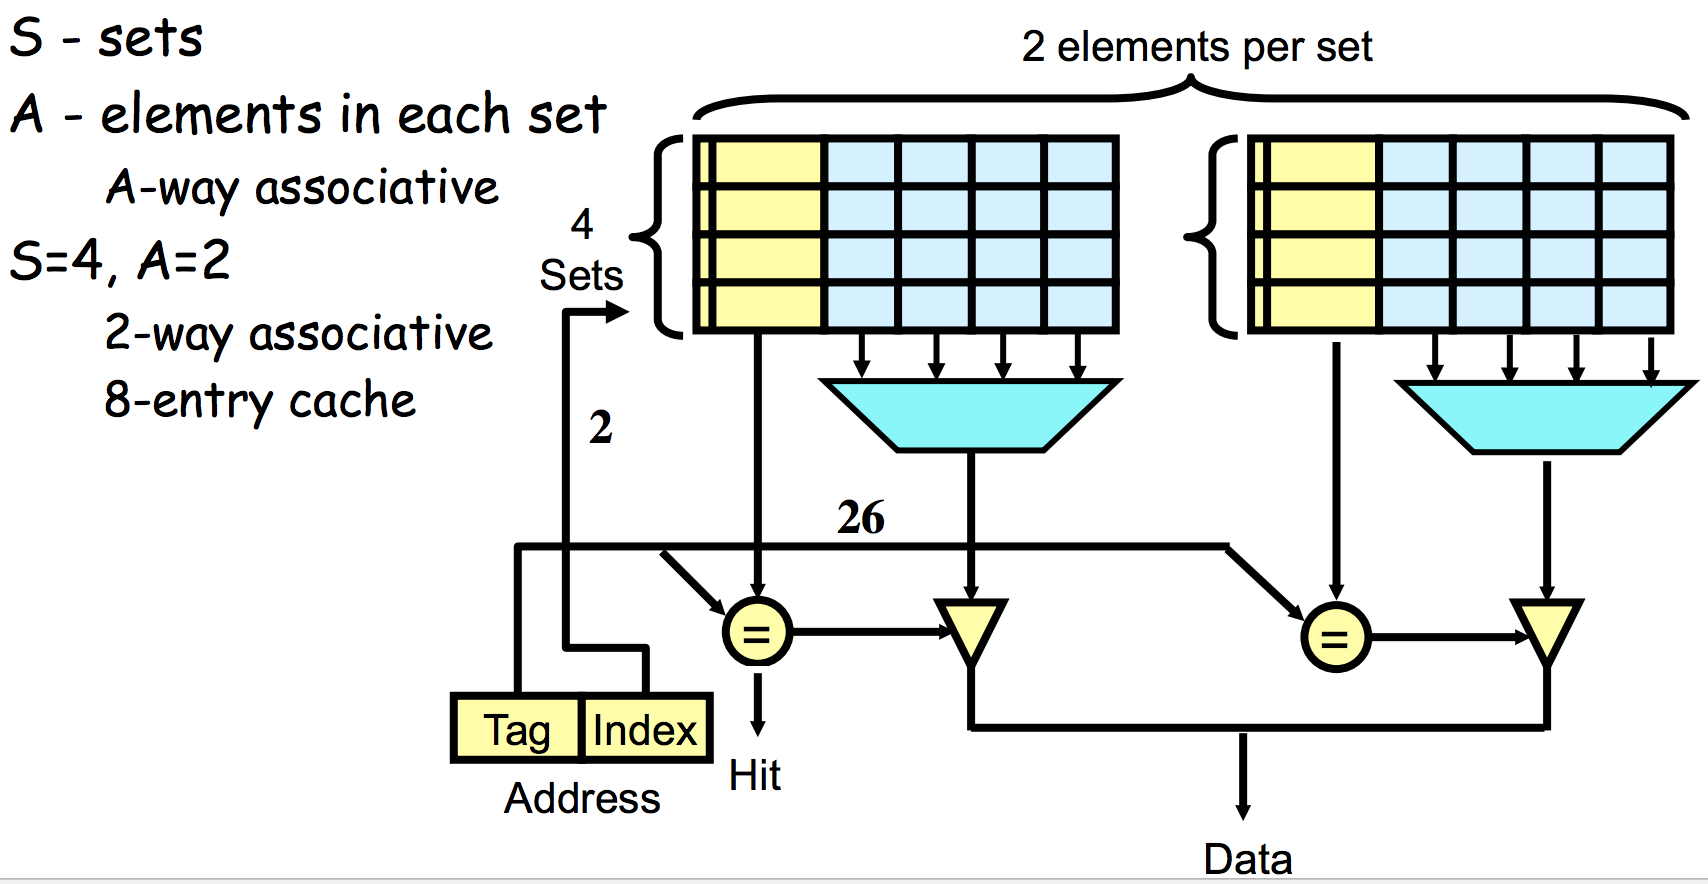 S - sets
A - elements in each set
A-way associative
S=4, A=2
2-way associative
8-entry cache
2 elements per set
4
Sets
2
26
=
=
Tag Index
Address
Hit
Data